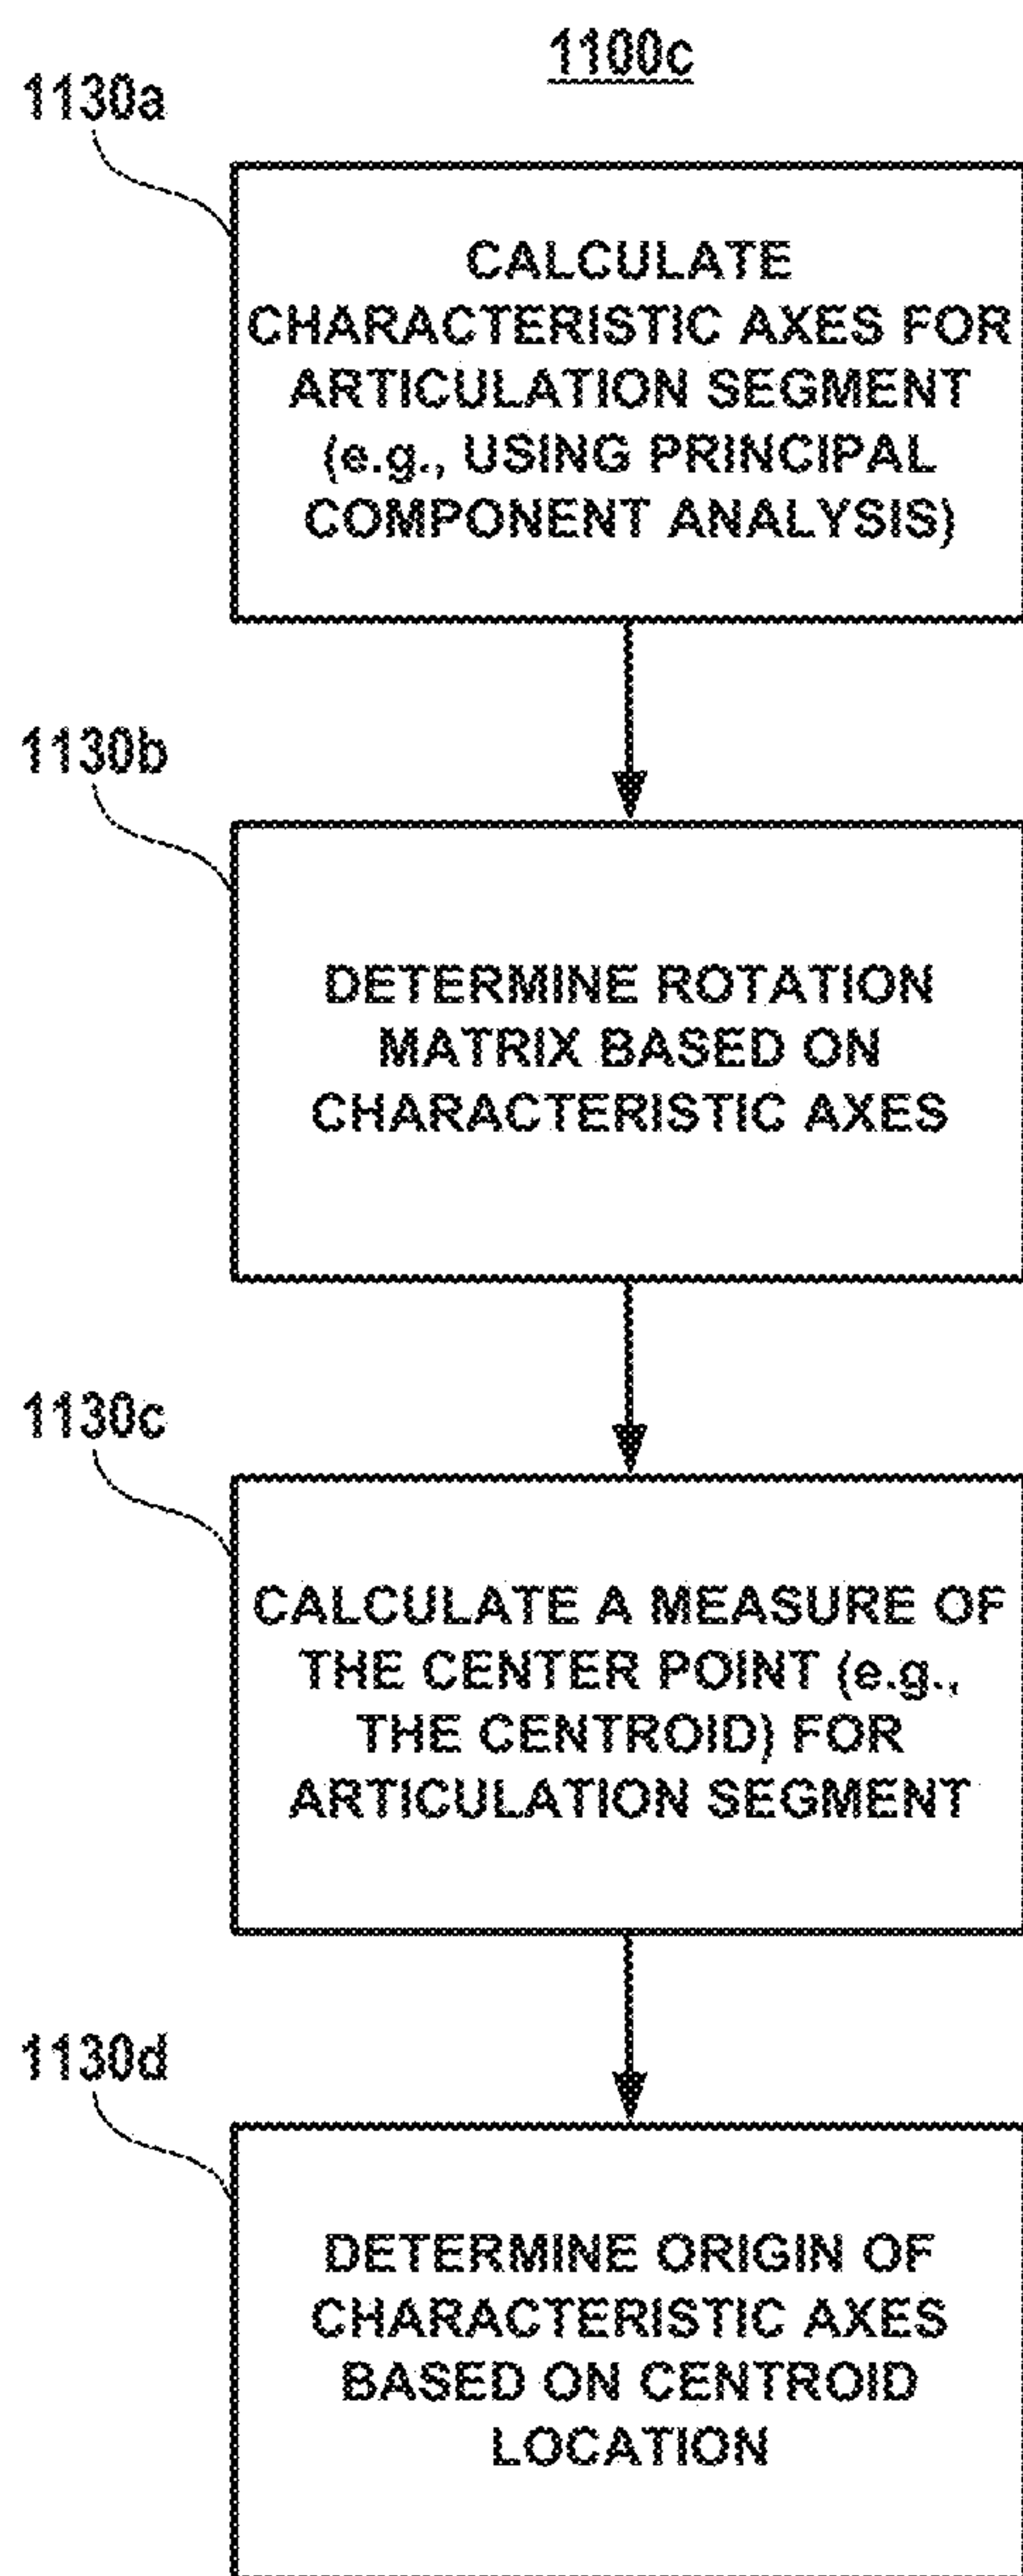 1100c
1130a
CALCULATE
CHARACTERISTIC AXES FOR
ARTICULATION SEGMENT
(e.g., USING PRINCIPAL
COMPONENT ANALYSIS)
1130b
DETERMINE ROTATION
MATRIX BASED ON
CHARACTERISTIC AXES
1130c
CALCULATE A MEASURE OF
THE CENTER POINT (e.g.,
THE CENTROID) FOR
ARTICULATION SEGMENT
1130d
DETERMINE ORIGIN OF
CHARACTERISTIC AXES
BASED ON CENTROID
LOCATION